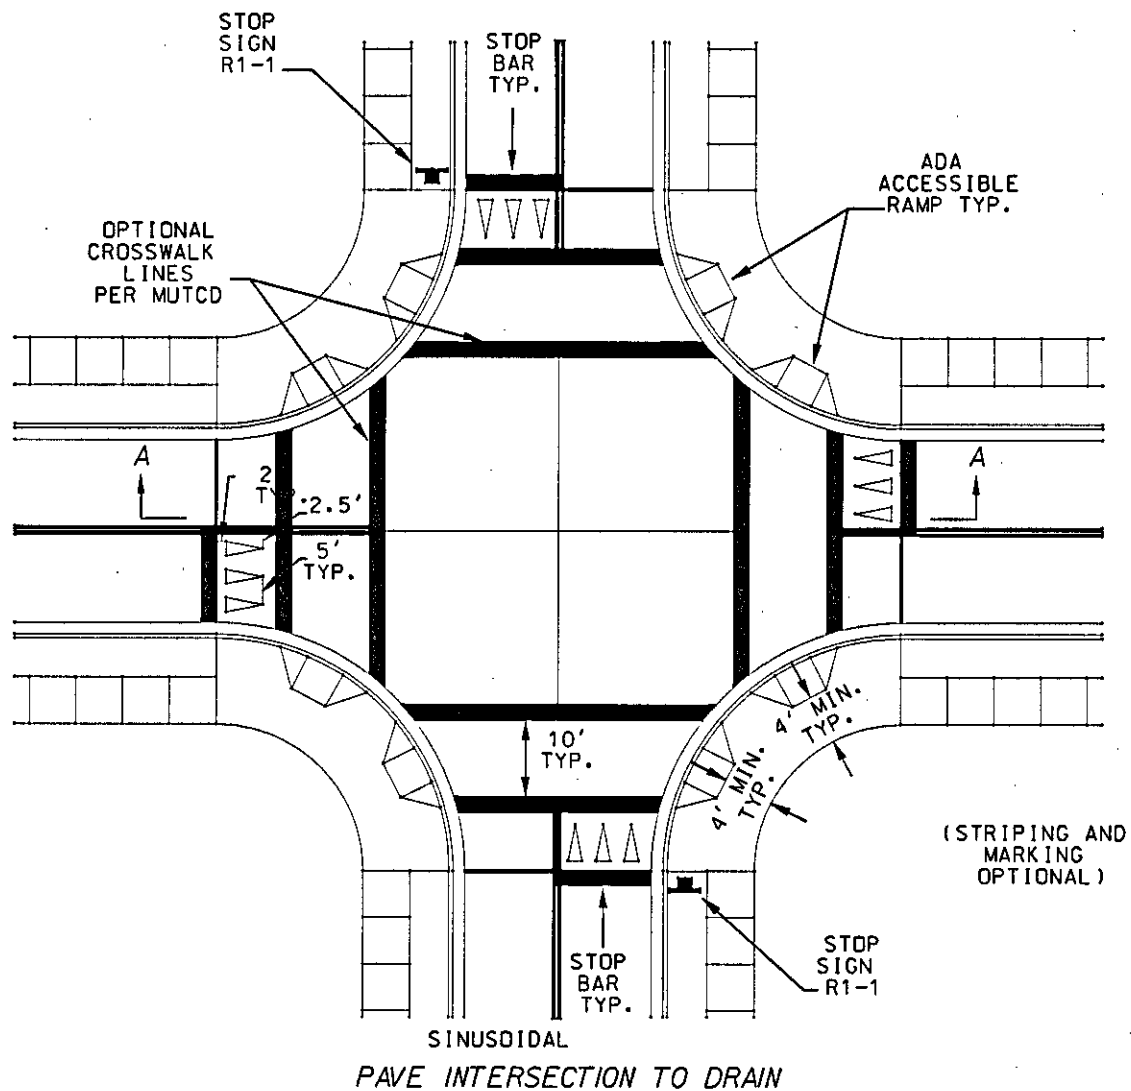 STOP
SIGN
R1-1
STOP
BAR
TYP.
ADA
ACCESSIBLE
RAMP TYP.
OPTIONAL
CROSSWALK
LINES
PER MUTCD
A
A
2
2.5'
5'
TYP.
4' MIN.
TYP.
4' MIN.
TYP.
10'
TYP.
(STRIPING AND
MARKING
OPTIONAL)
STOP
BAR
TYP.
STOP
SIGN
R1-1
SINUSOIDAL
PAVE INTERSECTION TO DRAIN